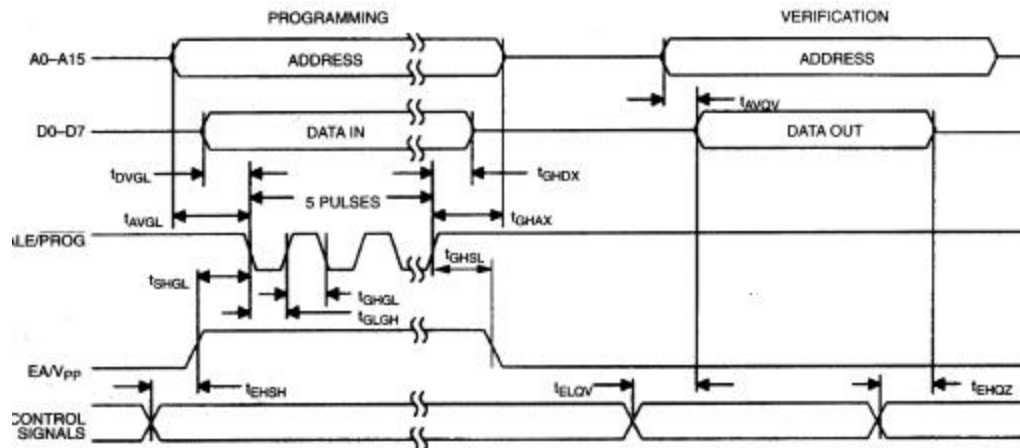 PROGRAMMING VERIFICATION
A0–A15 ADDRESS ADDRESS
tAVQV
D0–D7 DATA IN DATA OUT
tDVGL tGHDX
5 PULSES
tAVGL tGHAX
ALE/PROG
tGHSL
tSHGL
tGHGL
tGLGH
EA/VPP
tEHSH tELQV tEHQZ
CONTROL
SIGNALS